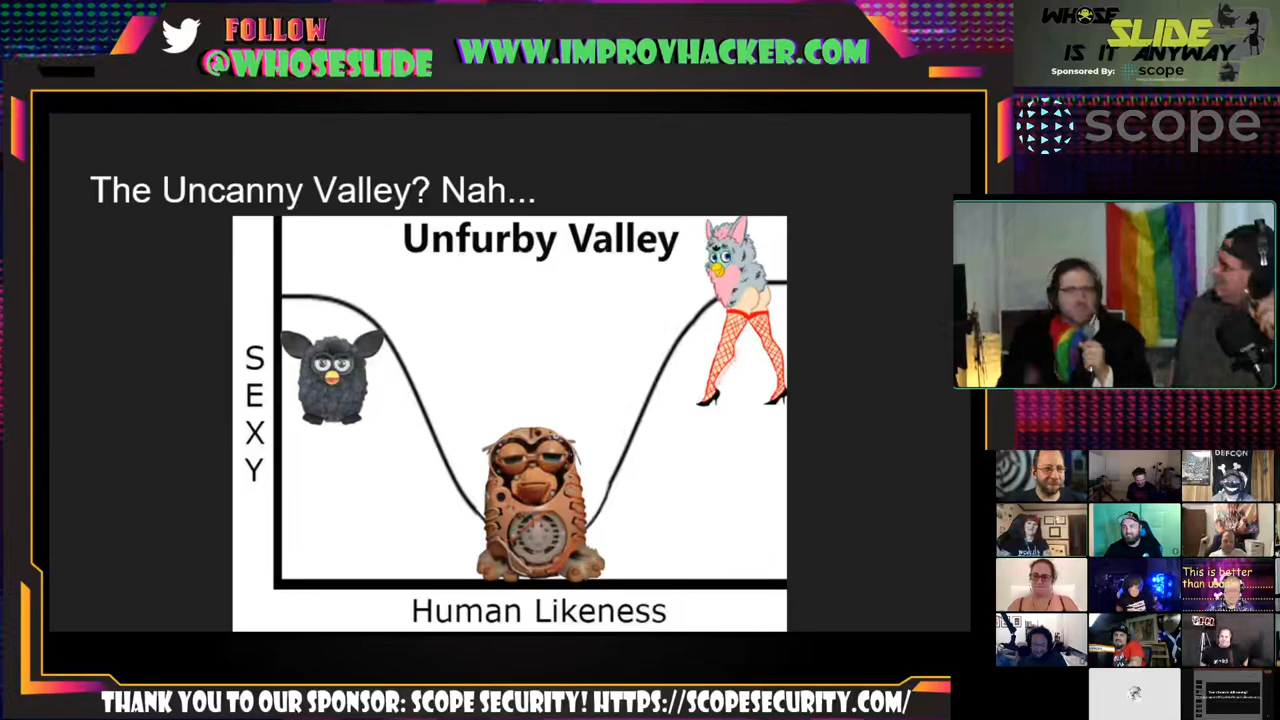 FOLLOW
@WHOSESLIDE
WWW.IMPROVHACKER.COM
WHOSE
SLIDE
IS IT ANYWAY
Sponsored By: scope
scope
The Uncanny Valley? Nah...
Unfurby Valley
SEXY
Human Likeness
DEFCON
This is better
THANK YOU TO OUR SPONSOR: SCOPE SECURITY! HTTPS://SCOPESECURITY.COM/